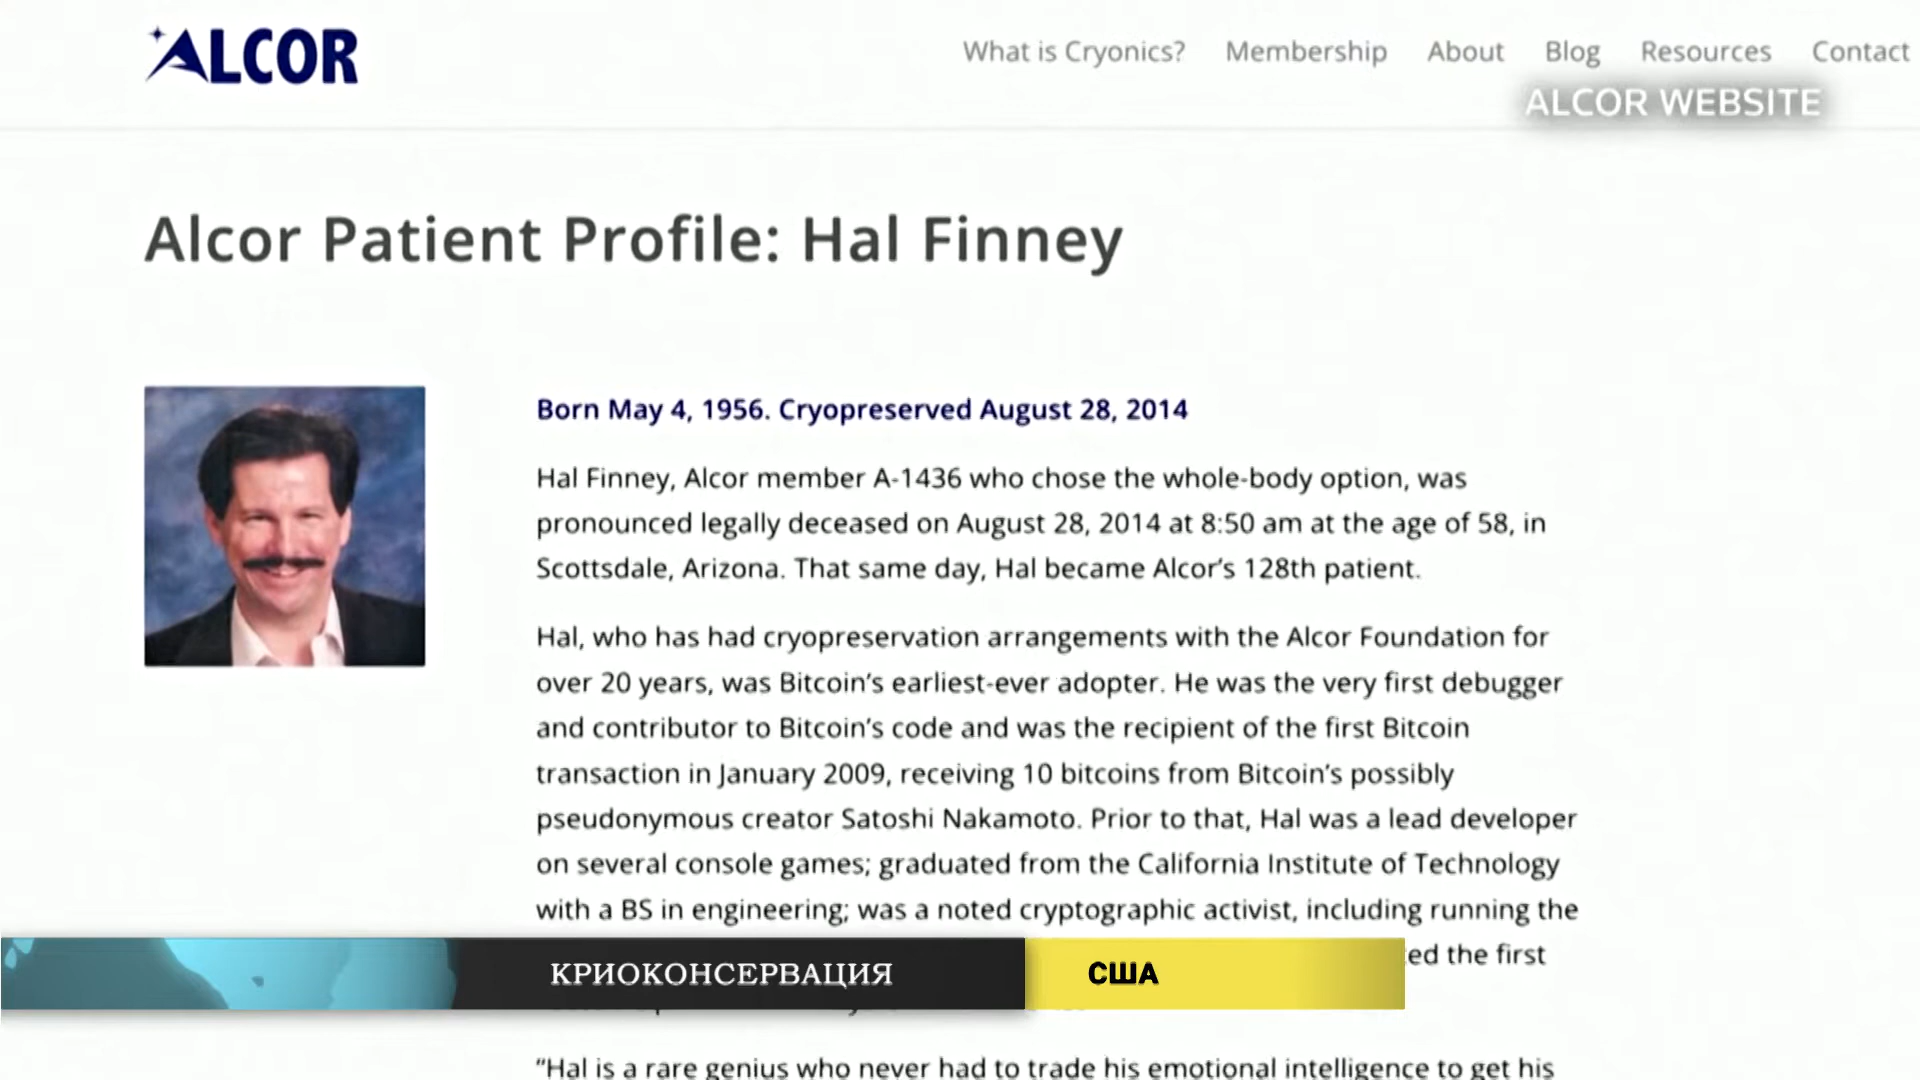 ALCOR
What is Cryonics? Membership About Blog Resources Contact
ALCOR WEBSITE
Alcor Patient Profile: Hal Finney
Born May 4, 1956. Cryopreserved August 28, 2014
Hal Finney, Alcor member A-1436 who chose the whole-body option, was
pronounced legally deceased on August 28, 2014 at 8:50 am at the age of 58, in
Scottsdale, Arizona. That same day, Hal became Alcor’s 128th patient.
Hal, who has had cryopreservation arrangements with the Alcor Foundation for
over 20 years, was Bitcoin’s earliest-ever adopter. He was the very first debugger
and contributor to Bitcoin’s code and was the recipient of the first Bitcoin
transaction in January 2009, receiving 10 bitcoins from Bitcoin’s possibly
pseudonymous creator Satoshi Nakamoto. Prior to that, Hal was a lead developer
on several console games; graduated from the California Institute of Technology
with a BS in engineering; was a noted cryptographic activist, including running the
the first
КРИОКОНСЕРВАЦИЯ США
“Hal is a rare genius who never had to trade his emotional intelligence to get his